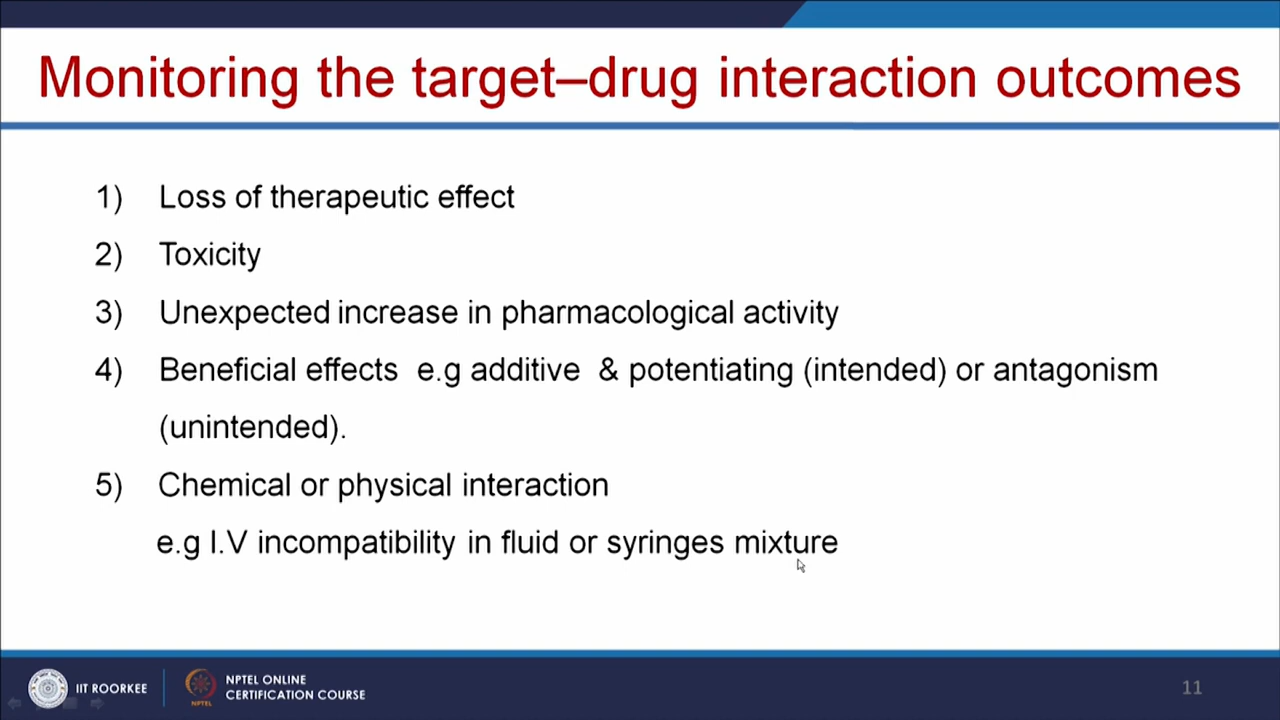 Monitoring the target–drug interaction outcomes
1) Loss of therapeutic effect
2) Toxicity
3) Unexpected increase in pharmacological activity
4) Beneficial effects e.g additive & potentiating (intended) or antagonism
(unintended).
5) Chemical or physical interaction
e.g I.V incompatibility in fluid or syringes mixture
IIT ROORKEE
NPTEL
NPTEL ONLINE
CERTIFICATION COURSE
11